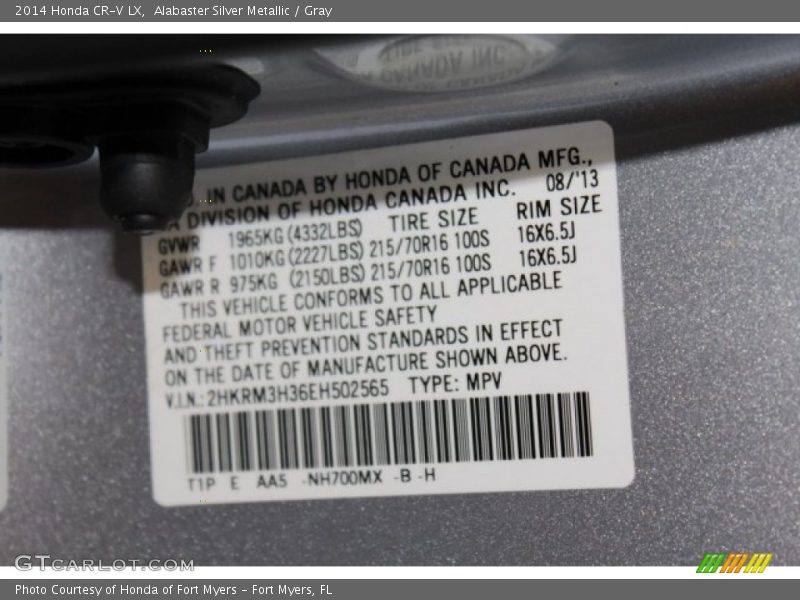 2014 Honda CR-V LX, Alabaster Silver Metallic / Gray
CANADA INC
D. IN CANADA BY HONDA OF CANADA MFG.,
A DIVISION OF HONDA CANADA INC. 08/'13
GVWR 1965KG (4332LBS) TIRE SIZE RIM SIZE
GAWR F 1010KG (2227LBS) 215/70R16 100S 16X6.5J
GAWR R 975KG (2150LBS) 215/70R16 100S 16X6.5J
THIS VEHICLE CONFORMS TO ALL APPLICABLE
FEDERAL MOTOR VEHICLE SAFETY
AND THEFT PREVENTION STANDARDS IN EFFECT
ON THE DATE OF MANUFACTURE SHOWN ABOVE.
V.I.N.: 2HKRM3H36EH502565 TYPE: MPV
T1P E AA5 -NH700MX -B -H
GTCARLOT.COM
Photo Courtesy of Honda of Fort Myers - Fort Myers, FL